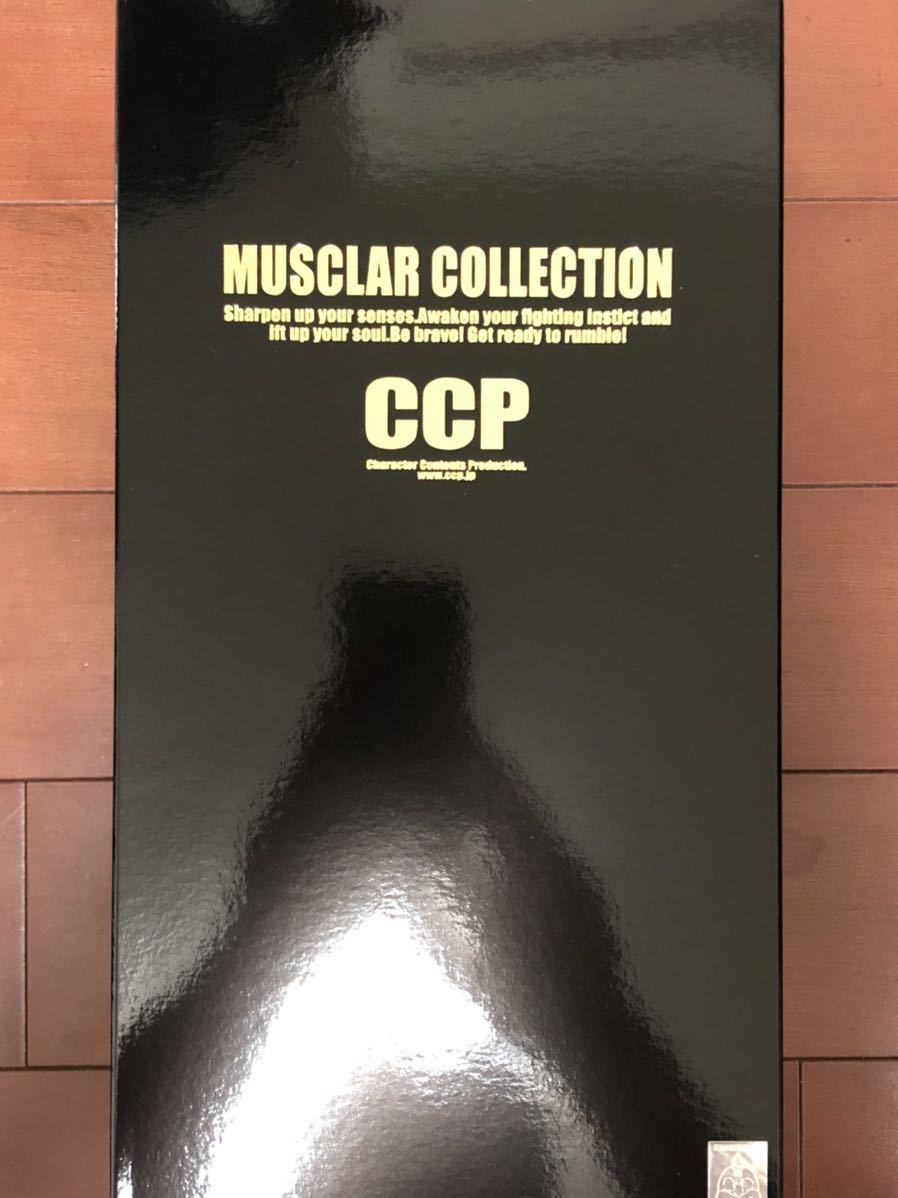 MUSCLAR COLLECTION
Sharpen up your senses.Awaken your fighting instict and
lft up your soul.Be brave! Get ready to rumble!
CCP
Character Contents Production.
www.ccp.jp